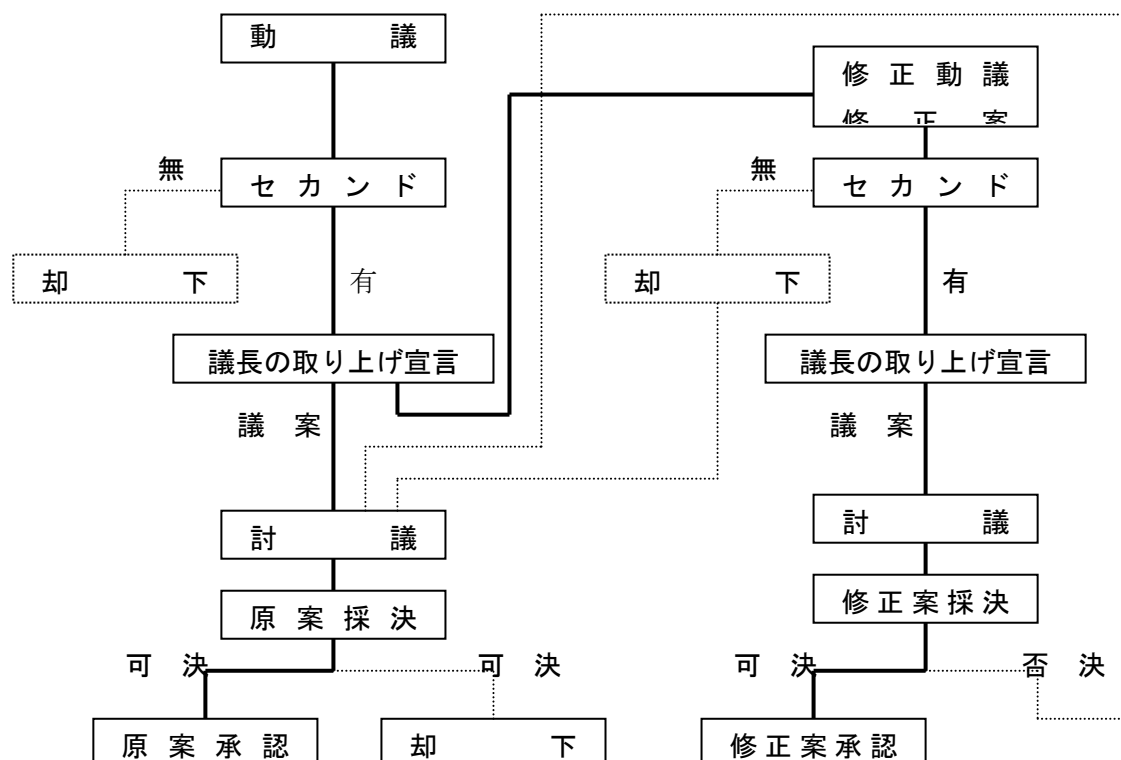 動議
修正動議
修正案
無
セカンド
無
セカンド
却下
有
却下
有
議長の取り上げ宣言
議長の取り上げ宣言
議案
議案
討議
討議
原案採決
修正案採決
可決
可決
可決
否決
原案承認
却下
修正案承認